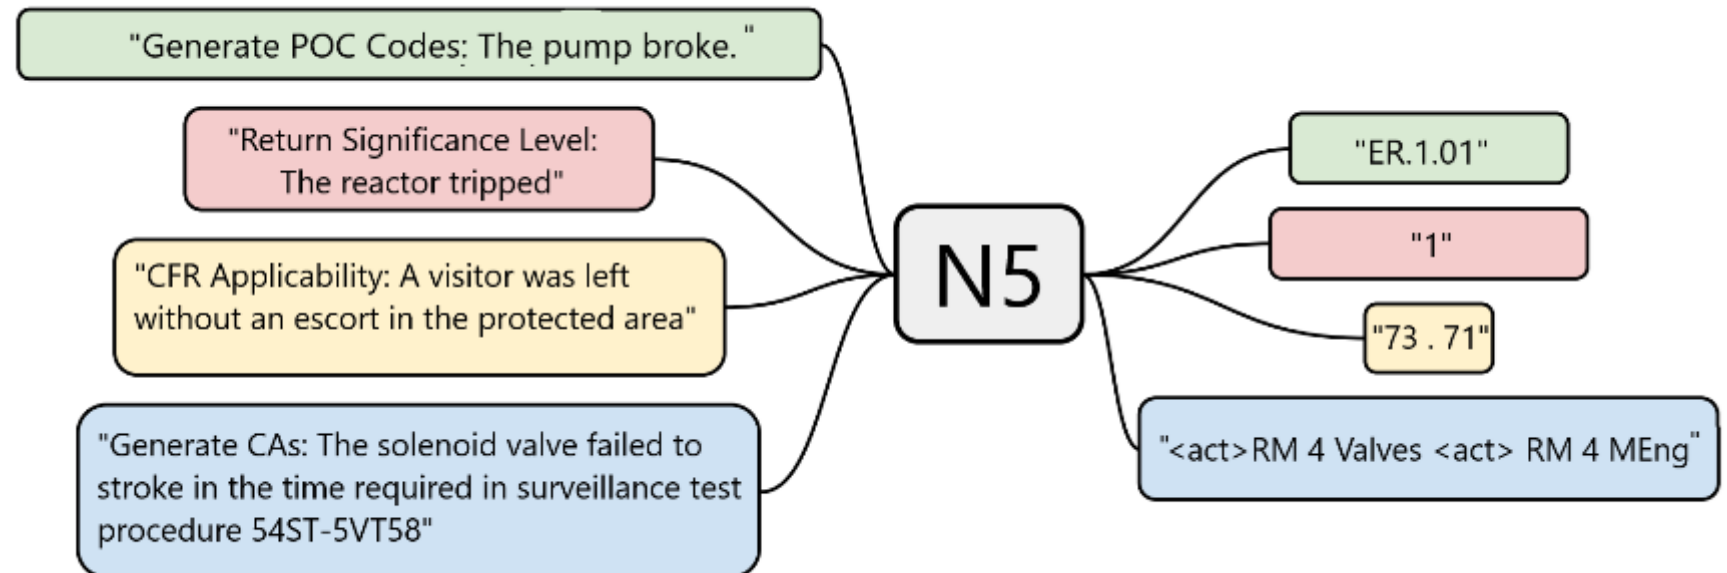 "Generate POC Codes: The pump broke. "
"Return Significance Level:
The reactor tripped"
"CFR Applicability: A visitor was left
without an escort in the protected area"
"Generate CAs: The solenoid valve failed to
stroke in the time required in surveillance test
procedure 54ST-5VT58"
N5
"ER.1.01"
"1"
"73 . 71"
"<act>RM 4 Valves <act> RM 4 MEng"